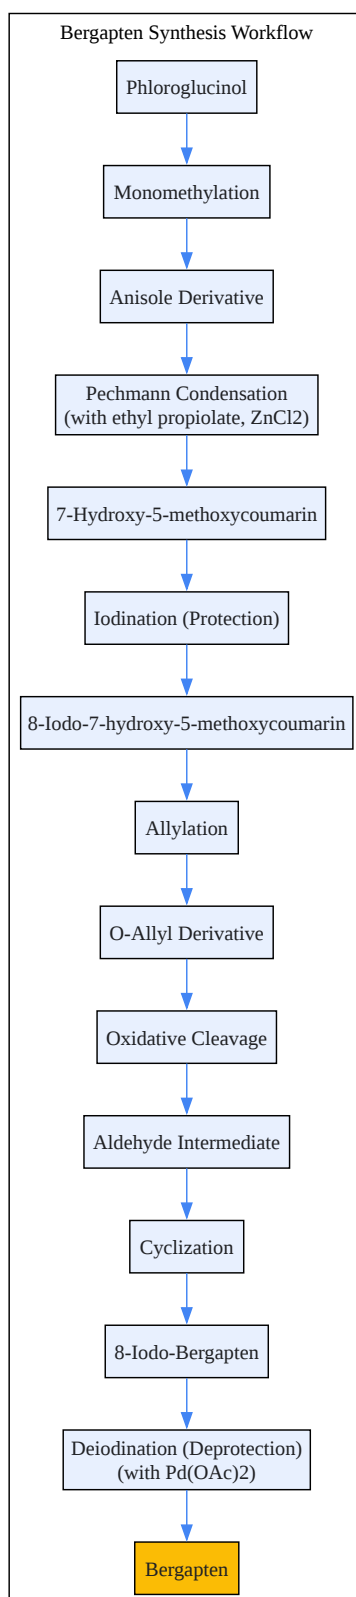 Bergapten Synthesis Workflow
Phloroglucinol
Monomethylation
Anisole Derivative
Pechmann Condensation
(with ethyl propiolate, ZnCl2)
7-Hydroxy-5-methoxycoumarin
Iodination (Protection)
8-Iodo-7-hydroxy-5-methoxycoumarin
Allylation
O-Allyl Derivative
Oxidative Cleavage
Aldehyde Intermediate
Cyclization
8-Iodo-Bergapten
Deiodination (Deprotection)
(with Pd(OAc)2)
Bergapten